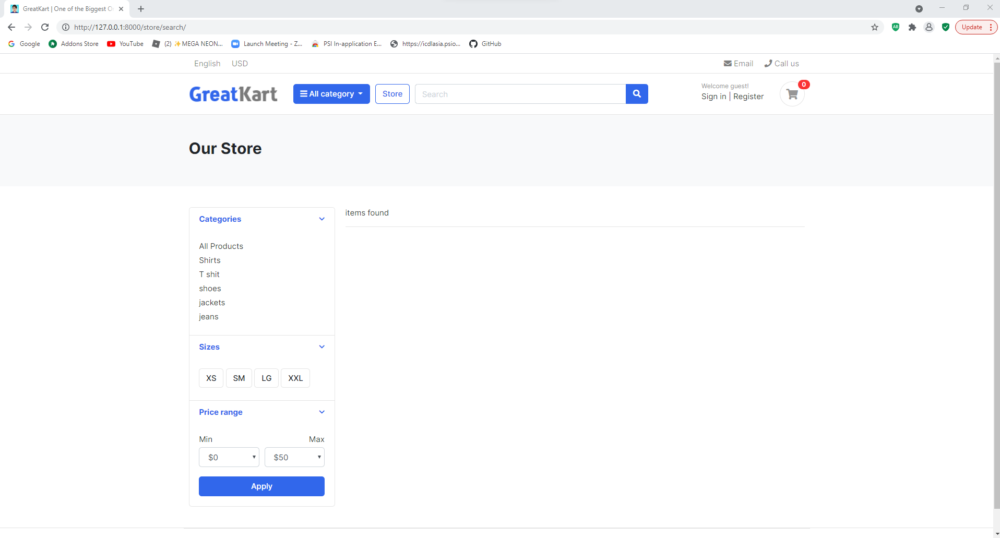 GreatKart | One of the Biggest O
http://127.0.0.1:8000/store/search/
Update
Google
Addons Store
YouTube
(2) ✨MEGA NEON...
Launch Meeting - Z...
PSI In-application E...
https://icdlasia.psio...
GitHub
English USD
Email Call us
GreatKart
All category
Store
Search
Welcome guest!
Sign in | Register
0
Our Store
Categories
items found
All Products
Shirts
T shit
shoes
jackets
jeans
Sizes
XS SM LG XXL
Price range
Min Max
$0 $50
Apply